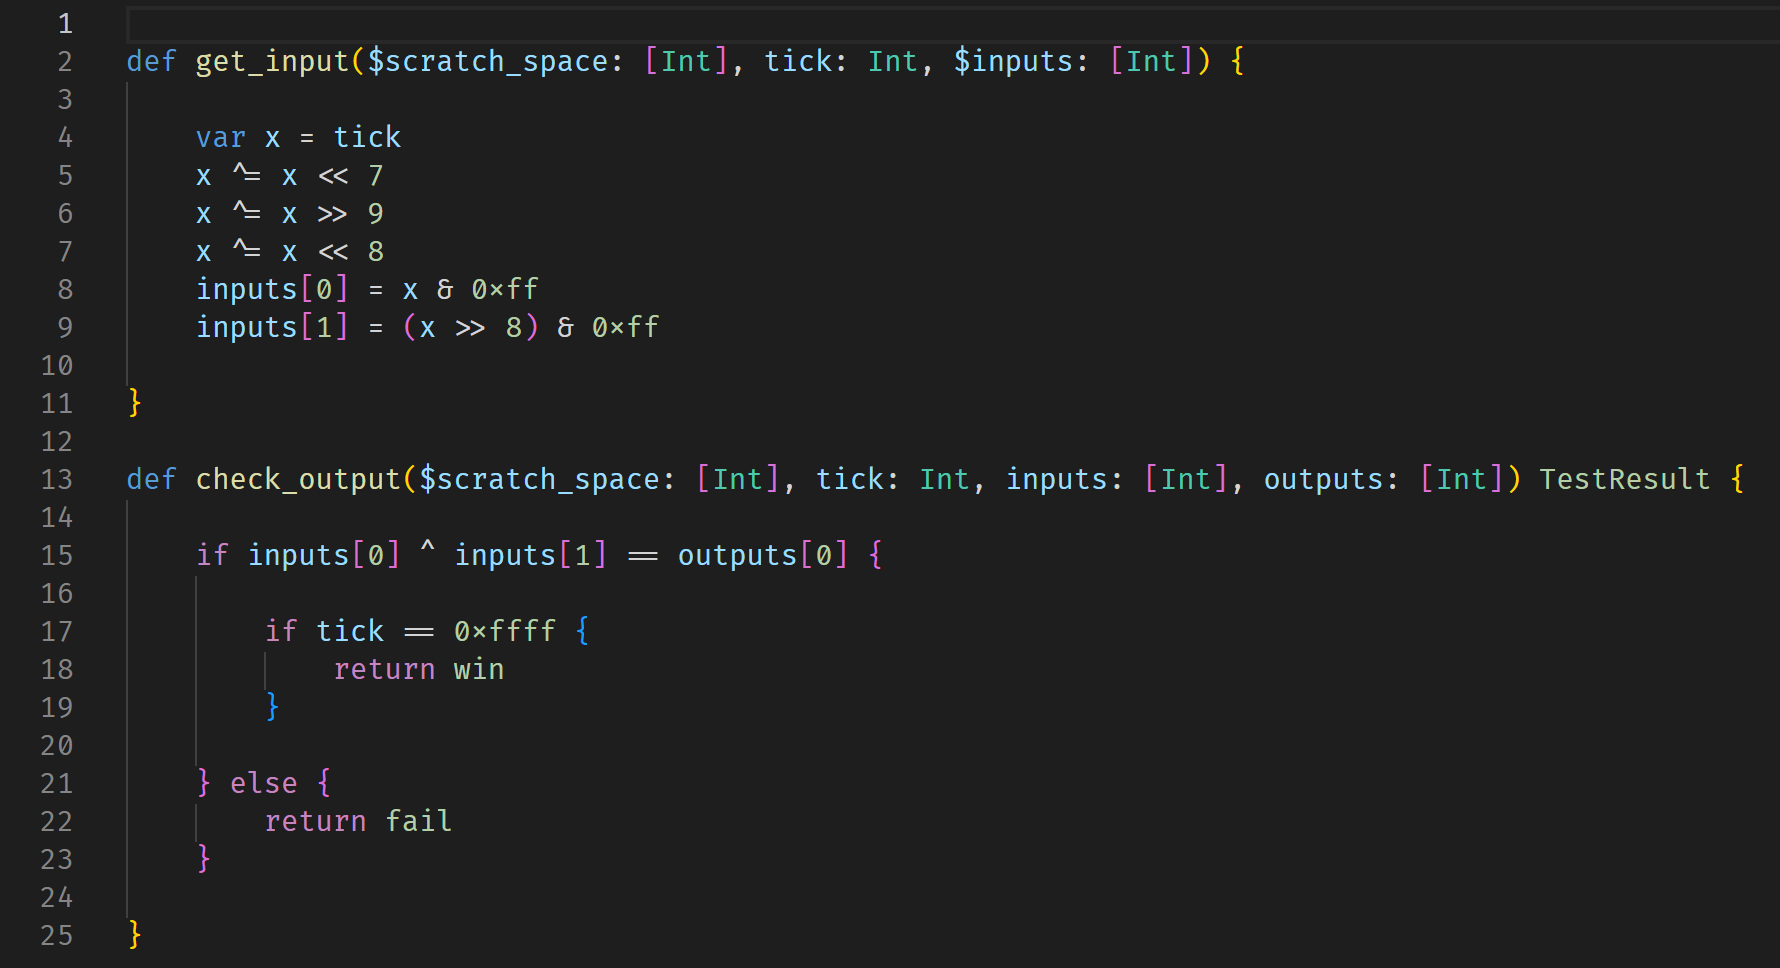 1
2 def get_input($scratch_space: [Int], tick: Int, $inputs: [Int]) {
3
4     var x = tick
5     x ^= x << 7
6     x ^= x >> 9
7     x ^= x << 8
8     inputs[0] = x & 0xff
9     inputs[1] = (x >> 8) & 0xff
10
11 }
12
13 def check_output($scratch_space: [Int], tick: Int, inputs: [Int], outputs: [Int]) TestResult {
14
15     if inputs[0] ^ inputs[1] == outputs[0] {
16
17         if tick == 0xffff {
18             return win
19         }
20
21     } else {
22         return fail
23     }
24
25 }